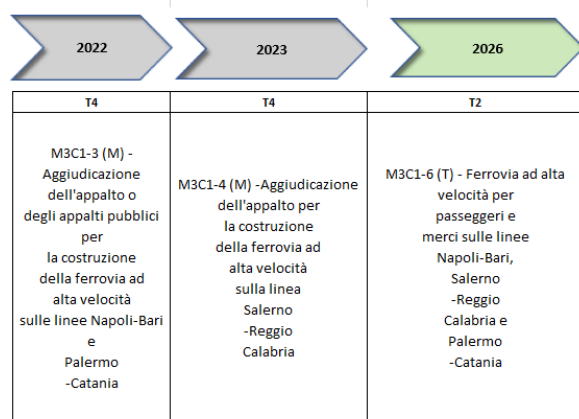 2022
2023
2026
T4
T4
T2
M3C1-3 (M) -
Aggiudicazione
dell'appalto o
degli appalti pubblici
per
la costruzione
della ferrovia ad
alta velocità
sulle linee Napoli-Bari
e
Palermo
-Catania
M3C1-4 (M) -Aggiudicazione
dell'appalto per
la costruzione
della ferrovia ad
alta velocità
sulla linea
Salerno
-Reggio
Calabria
M3C1-6 (T) - Ferrovia ad alta
velocità per
passeggeri e
merci sulle linee
Napoli-Bari,
Salerno
-Reggio
Calabria e
Palermo
-Catania